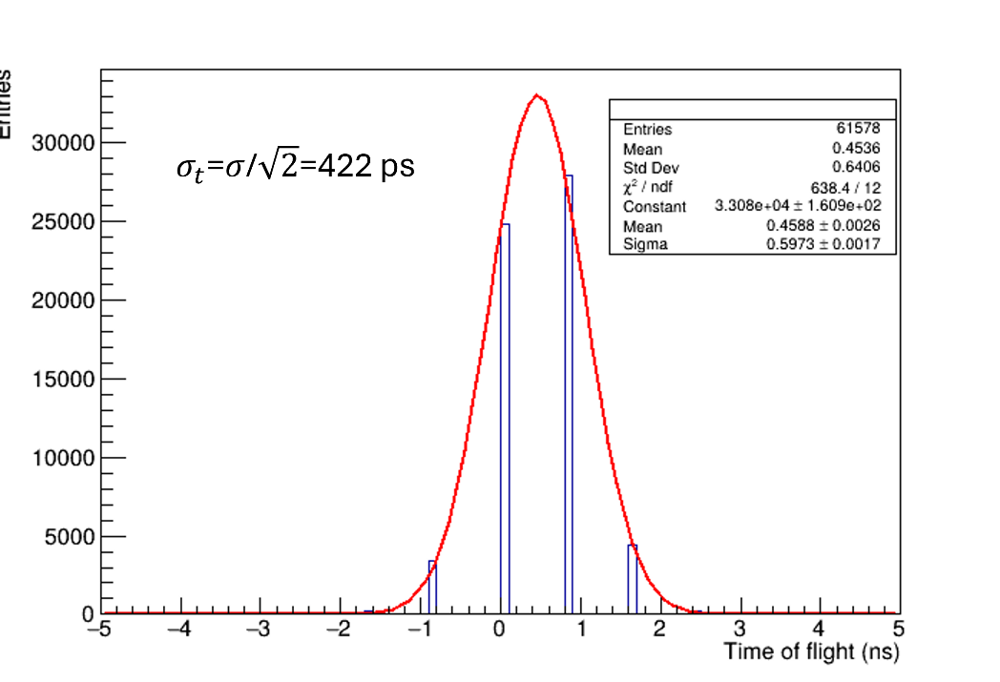 Entries
σt=σ/√2=422 ps
Entries 61578
Mean 0.4536
Std Dev 0.6406
χ² / ndf 638.4 / 12
Constant 3.308e+04 ± 1.609e+02
Mean 0.4588 ± 0.0026
Sigma 0.5973 ± 0.0017
30000
25000
20000
15000
10000
5000
0
−5 −4 −3 −2 −1 0 1 2 3 4 5
Time of flight (ns)